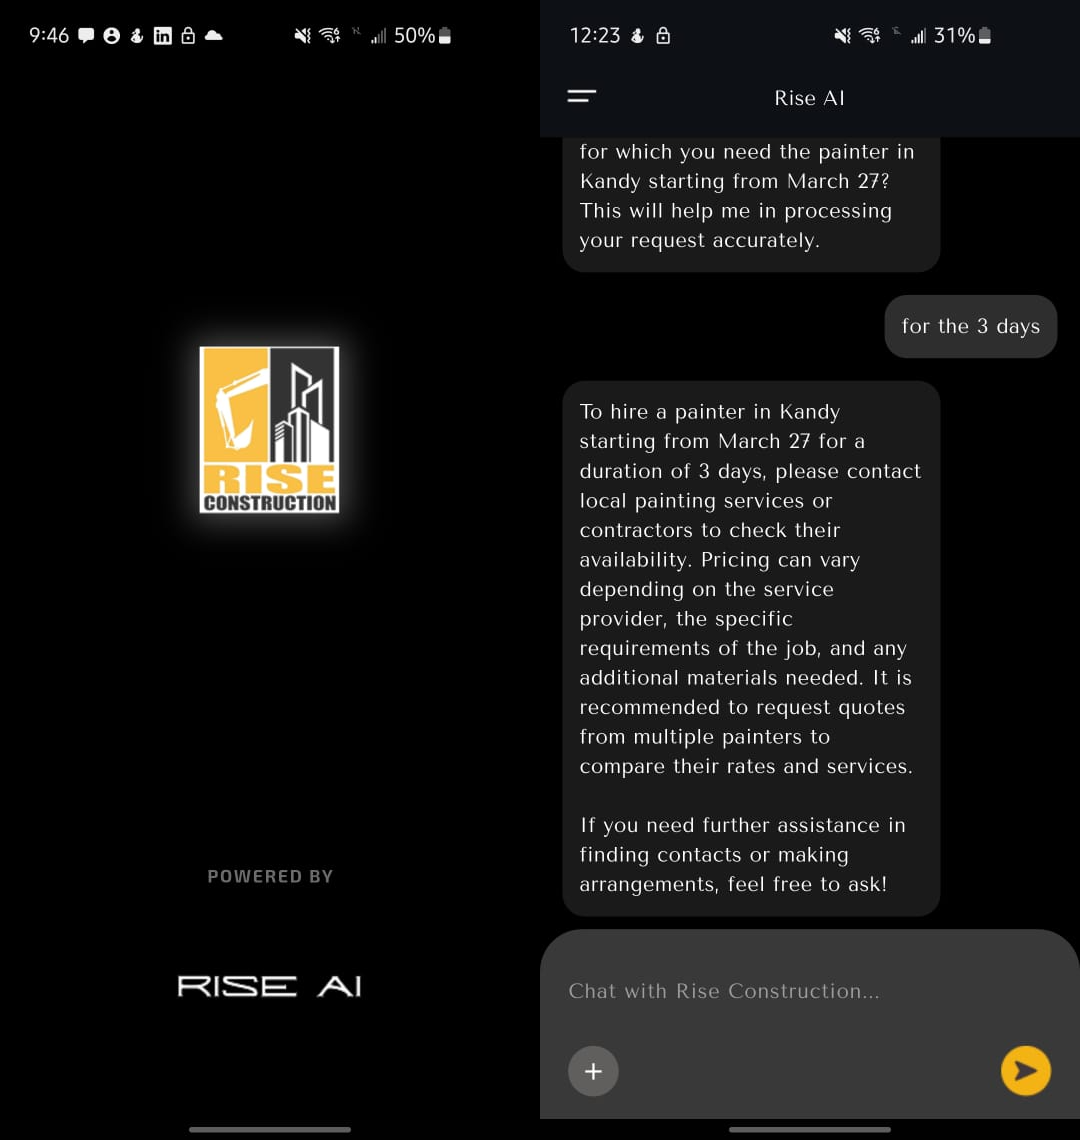 9:46
50%
RISE
CONSTRUCTION
POWERED BY
RISE AI
12:23
31%
Rise AI
for which you need the painter in
Kandy starting from March 27?
This will help me in processing
your request accurately.
for the 3 days
To hire a painter in Kandy
starting from March 27 for a
duration of 3 days, please contact
local painting services or
contractors to check their
availability. Pricing can vary
depending on the service
provider, the specific
requirements of the job, and any
additional materials needed. It is
recommended to request quotes
from multiple painters to
compare their rates and services.
If you need further assistance in
finding contacts or making
arrangements, feel free to ask!
Chat with Rise Construction...